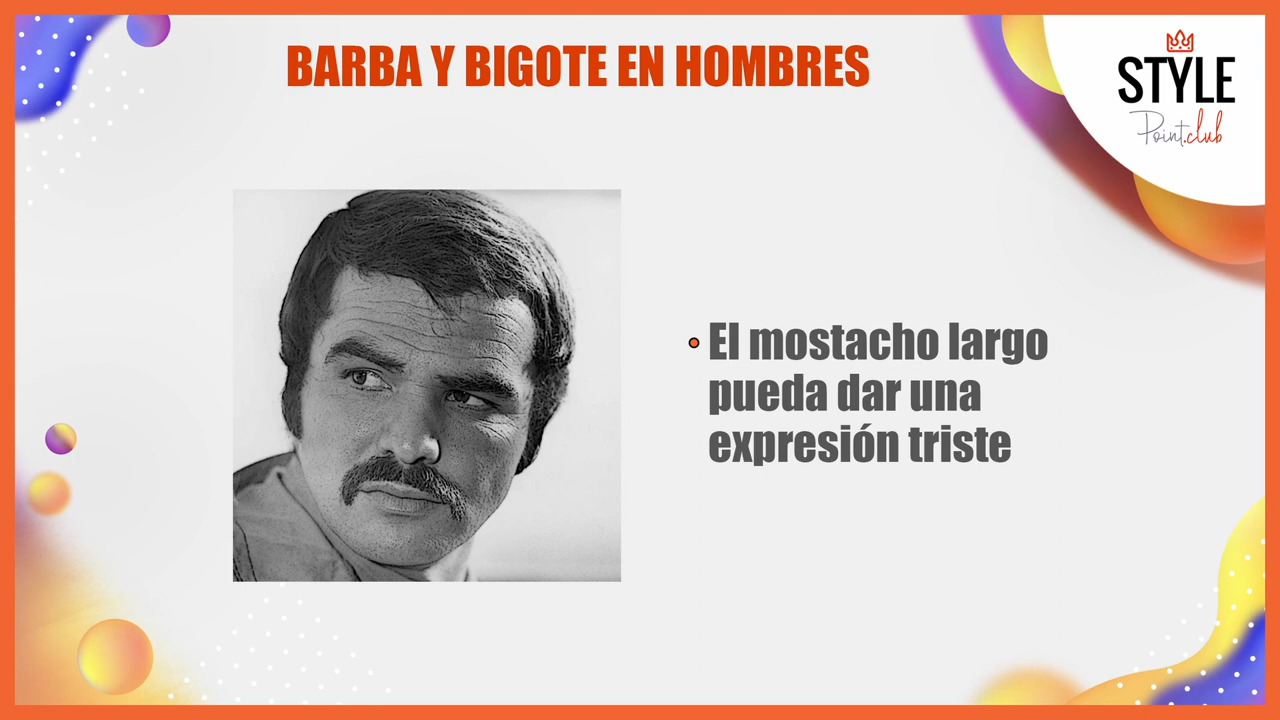 BARBA Y BIGOTE EN HOMBRES
STYLE
Point.club
El mostacho largo
pueda dar una
expresión triste